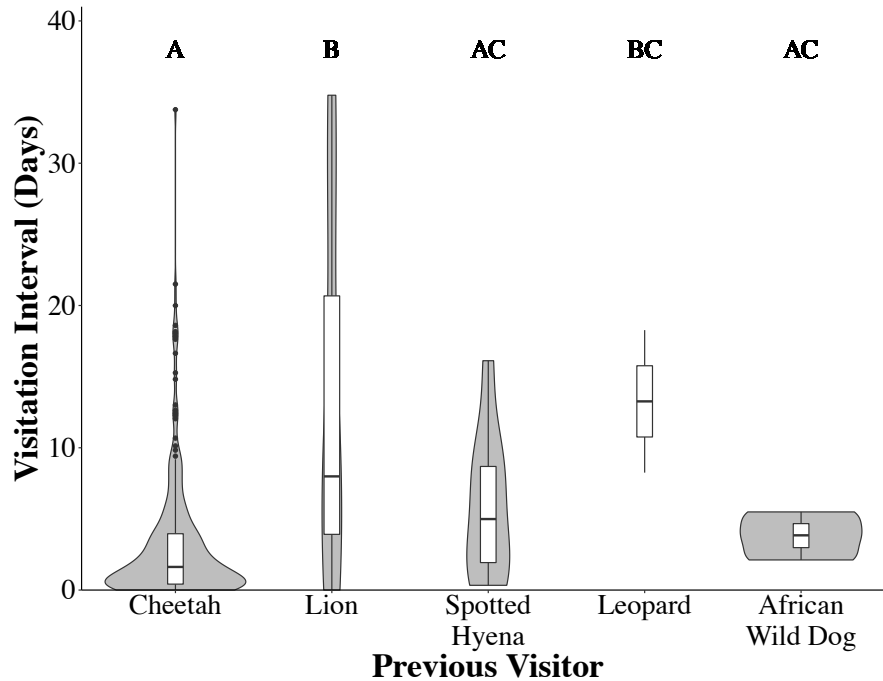 40
A B AC BC AC
30
20
10
0
Visitation Interval (Days)
Cheetah Lion Spotted Hyena Leopard African Wild Dog
Previous Visitor